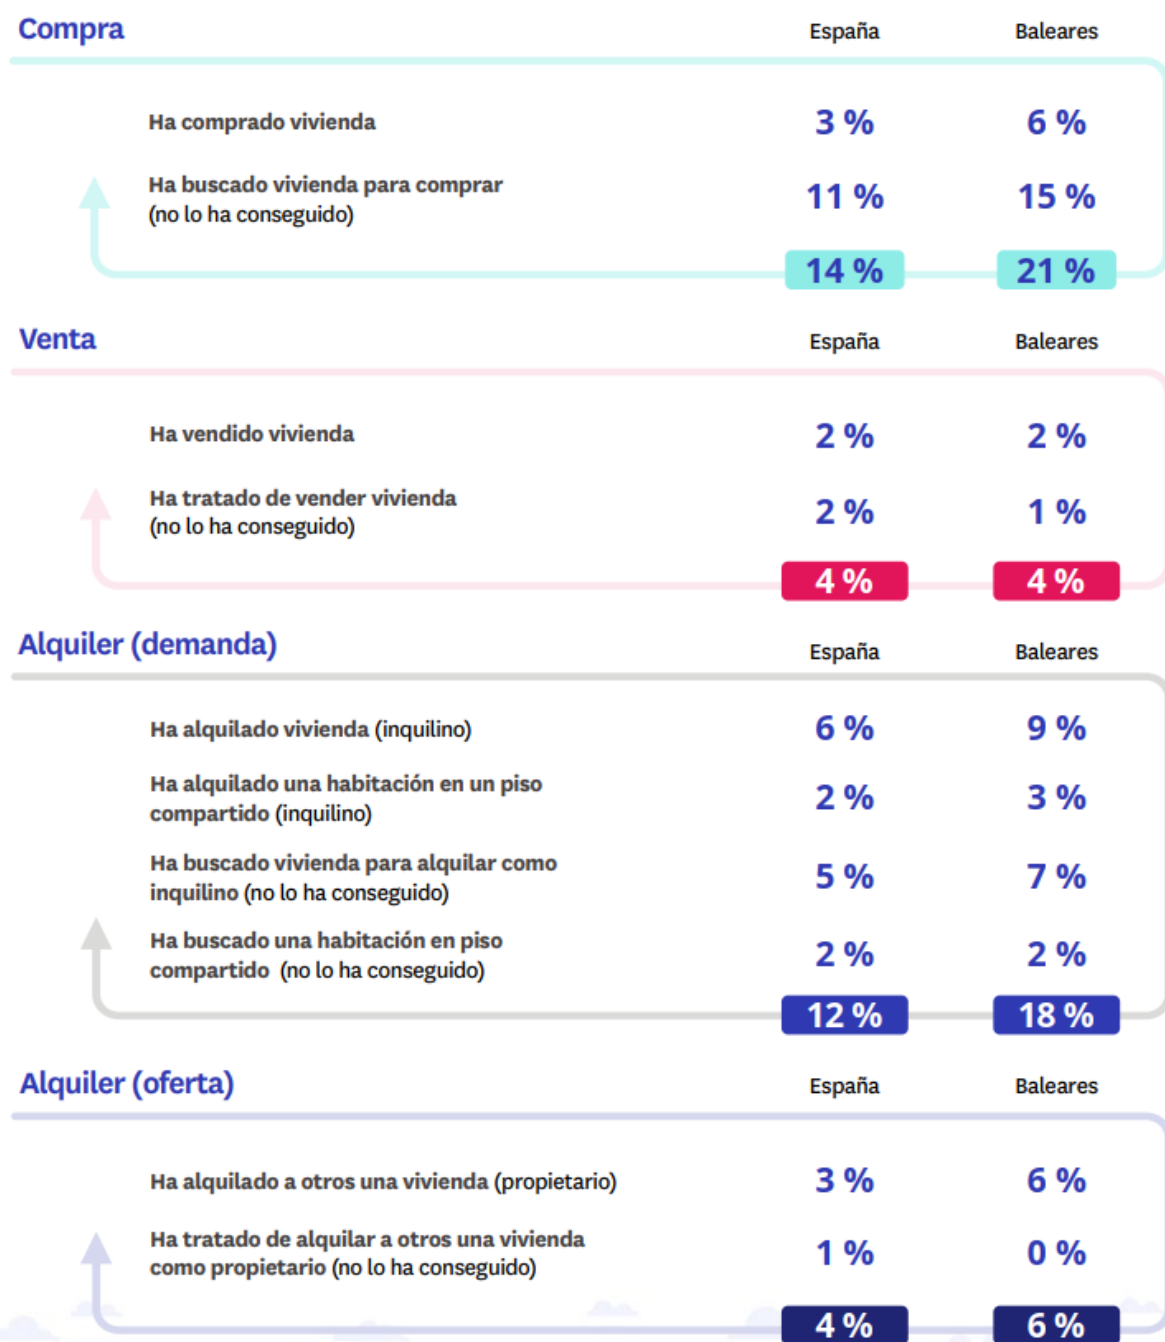 Compra España Baleares
Ha comprado vivienda 3 % 6 %
Ha buscado vivienda para comprar
(no lo ha conseguido) 11 % 15 %
14 % 21 %
Venta España Baleares
Ha vendido vivienda 2 % 2 %
Ha tratado de vender vivienda
(no lo ha conseguido) 2 % 1 %
4 % 4 %
Alquiler (demanda) España Baleares
Ha alquilado vivienda (inquilino) 6 % 9 %
Ha alquilado una habitación en un piso
compartido (inquilino) 2 % 3 %
Ha buscado vivienda para alquilar como
inquilino (no lo ha conseguido) 5 % 7 %
Ha buscado una habitación en piso
compartido (no lo ha conseguido) 2 % 2 %
12 % 18 %
Alquiler (oferta) España Baleares
Ha alquilado a otros una vivienda (propietario) 3 % 6 %
Ha tratado de alquilar a otros una vivienda
como propietario (no lo ha conseguido) 1 % 0 %
4 % 6 %